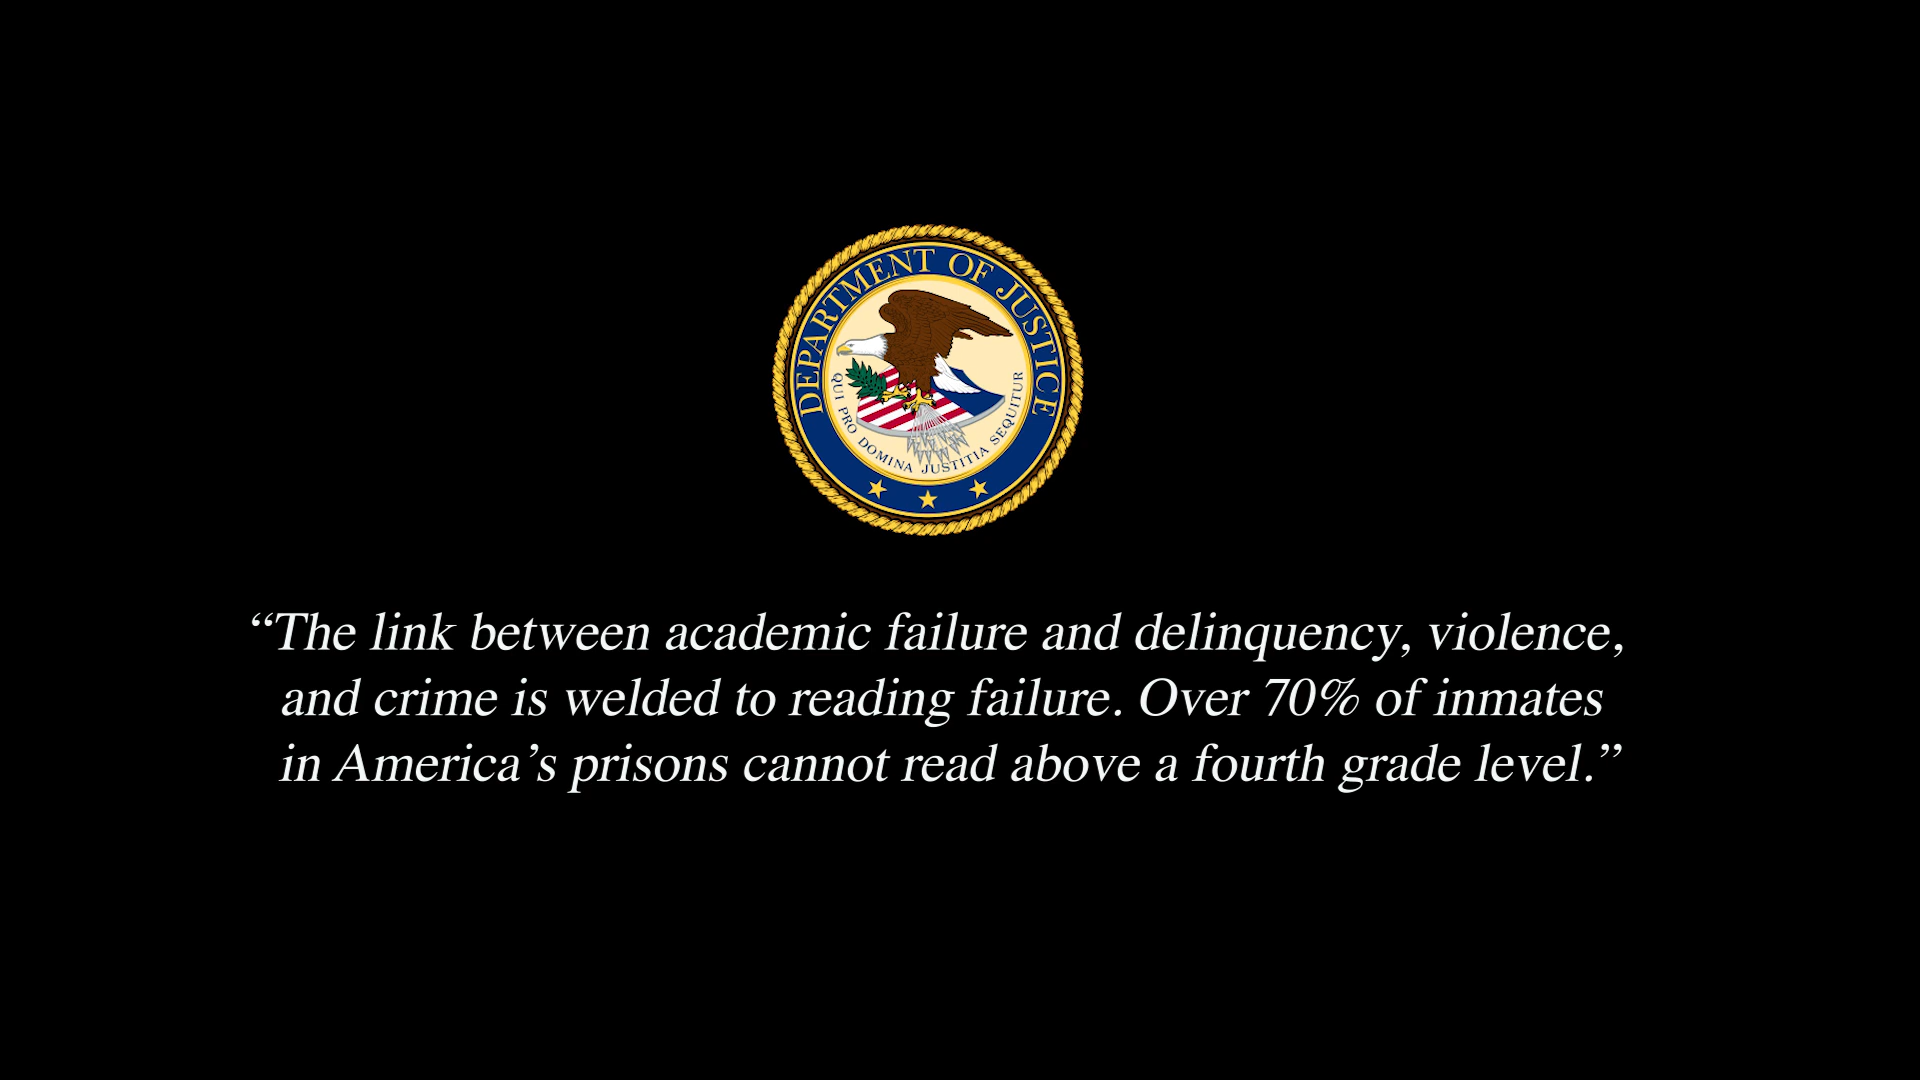 DEPARTMENT OF JUSTICE
QUI PRO DOMINA JUSTITIA SEQUITUR
“The link between academic failure and delinquency, violence,
and crime is welded to reading failure. Over 70% of inmates
in America’s prisons cannot read above a fourth grade level.”